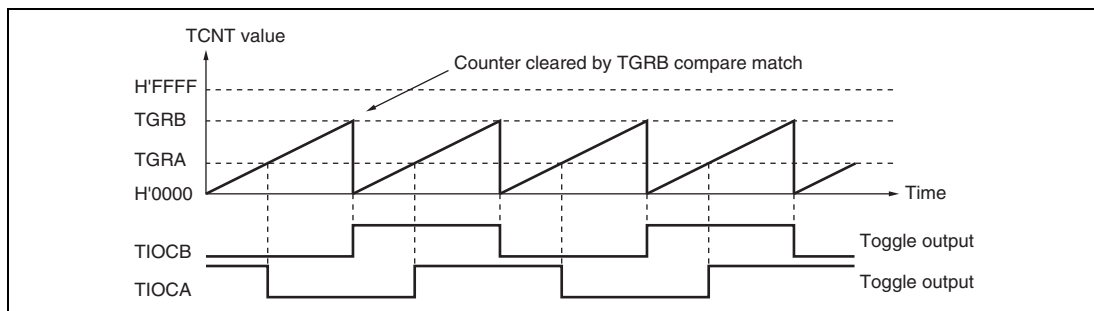 TCNT value
Counter cleared by TGRB compare match
H'FFFF
TGRB
TGRA
H'0000
Time
TIOCB
Toggle output
TIOCA
Toggle output